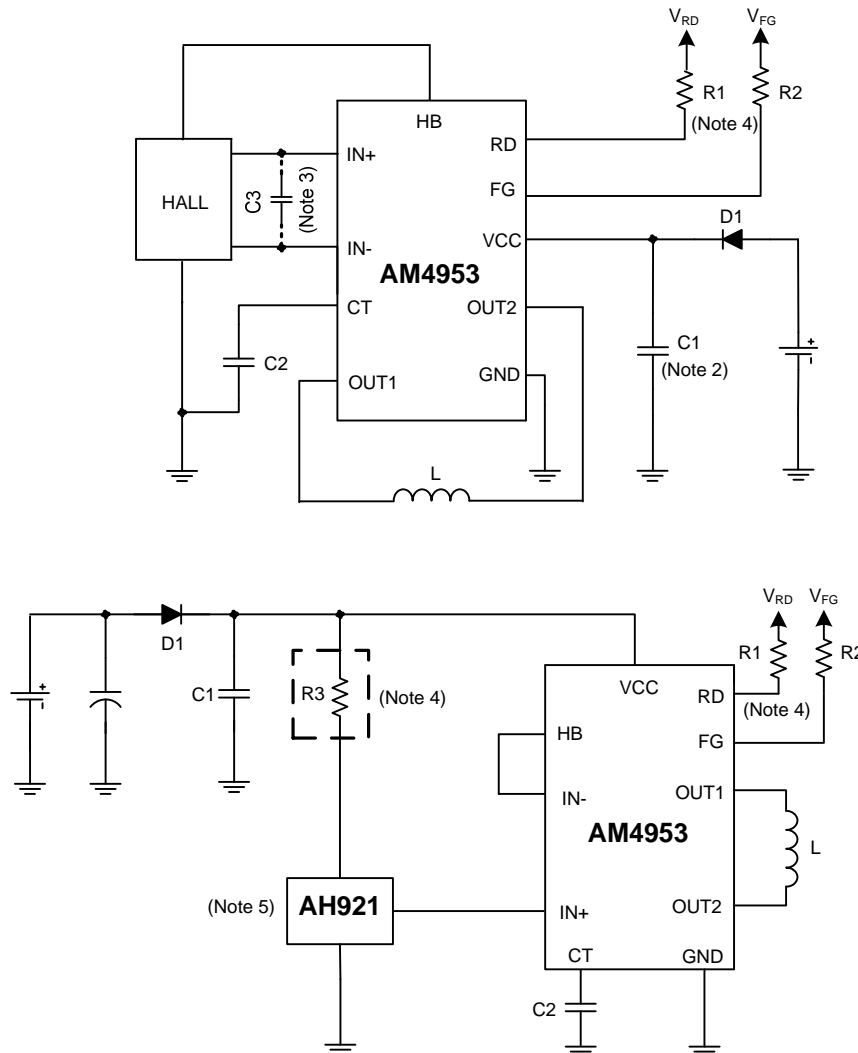 VRD
VFG
R1
R2
(Note 4)
HB
RD
IN+
FG
HALL
C3
(Note 3)
D1
VCC
IN-
AM4953
CT
OUT2
+
-
C1
(Note 2)
C2
OUT1
GND
L
VRD
VFG
R1
R2
D1
VCC
RD
(Note 4)
+
-
C1
R3
(Note 4)
HB
FG
IN-
OUT1
AM4953
L
(Note 5)
AH921
IN+
OUT2
CT
GND
C2